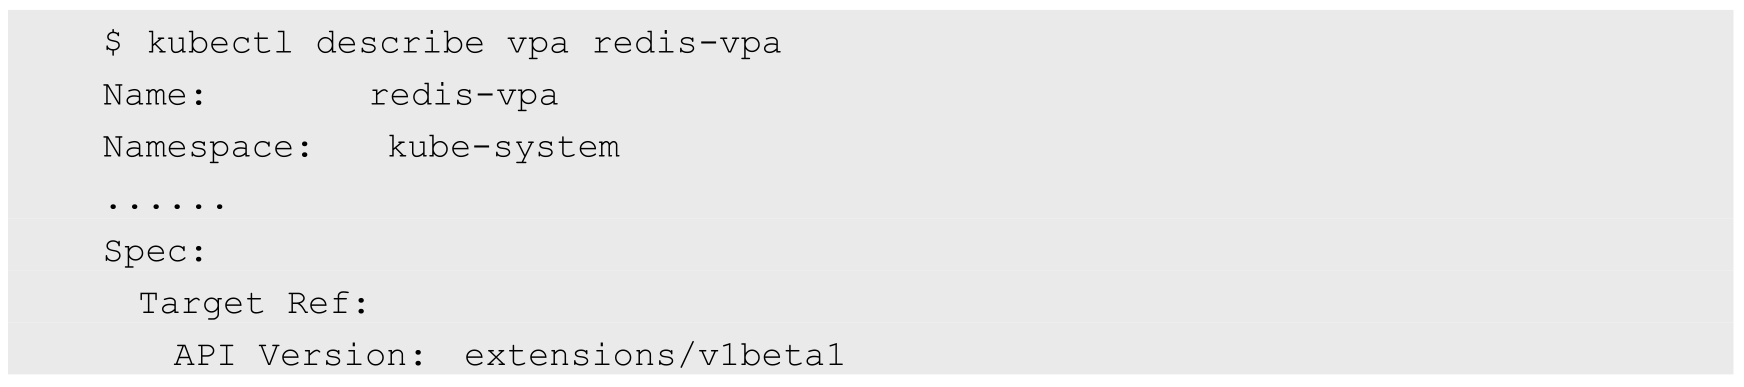 $ kubectl describe vpa redis-vpa
Name:        redis-vpa
Namespace:    kube-system
......
Spec:
  Target Ref:
    API Version:  extensions/v1beta1